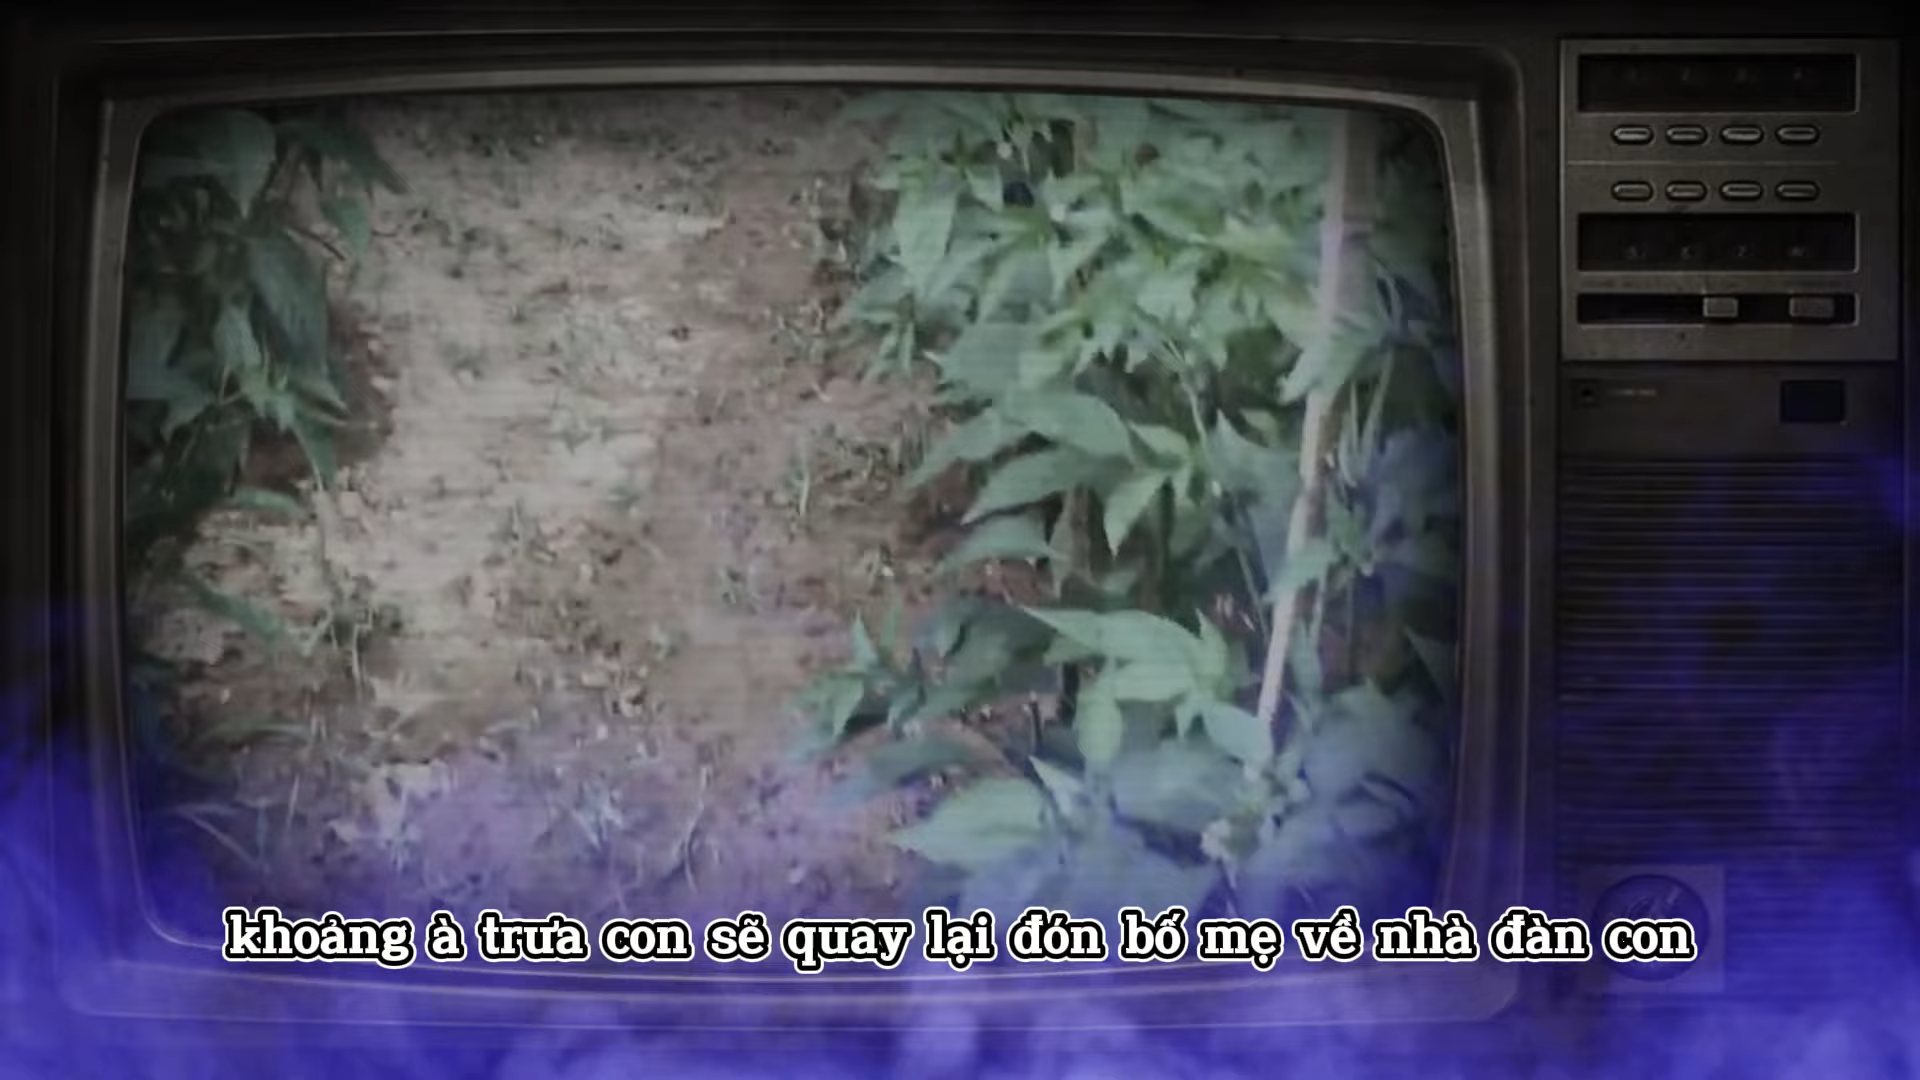 khoảng à trưa con sẽ quay lại đón bố mẹ về nhà đàn con